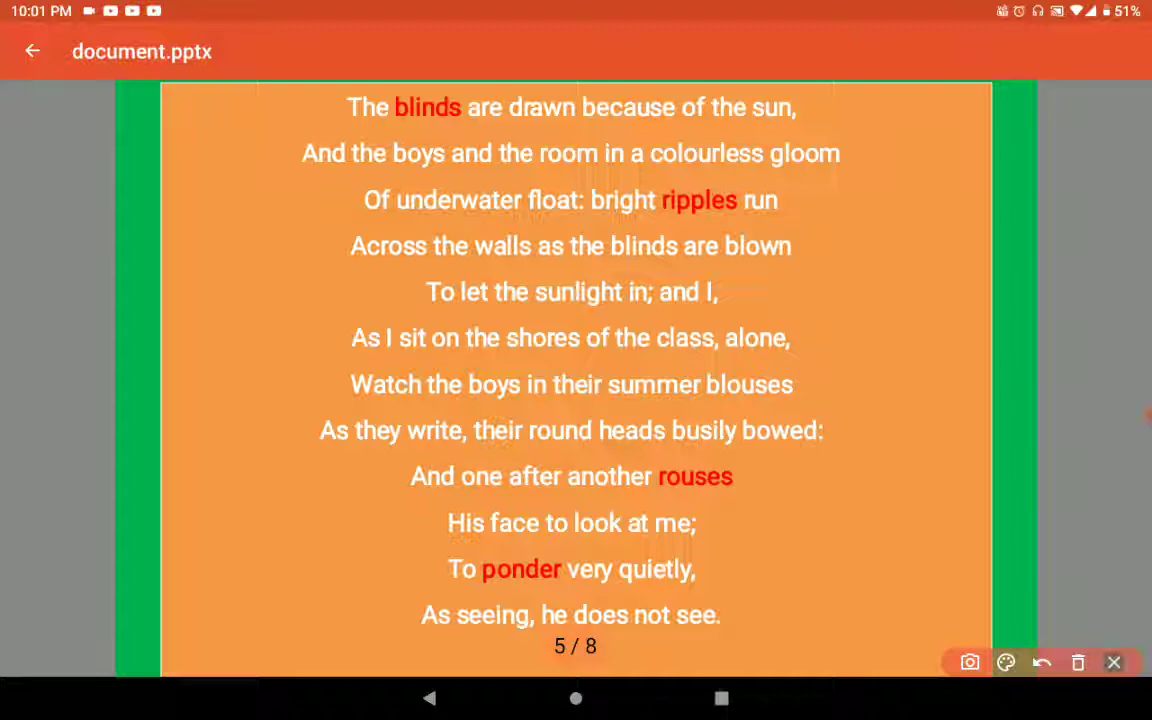 10:01 PM
51%
document.pptx
The blinds are drawn because of the sun,
And the boys and the room in a colourless gloom
Of underwater float: bright ripples run
Across the walls as the blinds are blown
To let the sunlight in; and I,
As I sit on the shores of the class, alone,
Watch the boys in their summer blouses
As they write, their round heads busily bowed:
And one after another rouses
His face to look at me;
To ponder very quietly,
As seeing, he does not see.
5 / 8